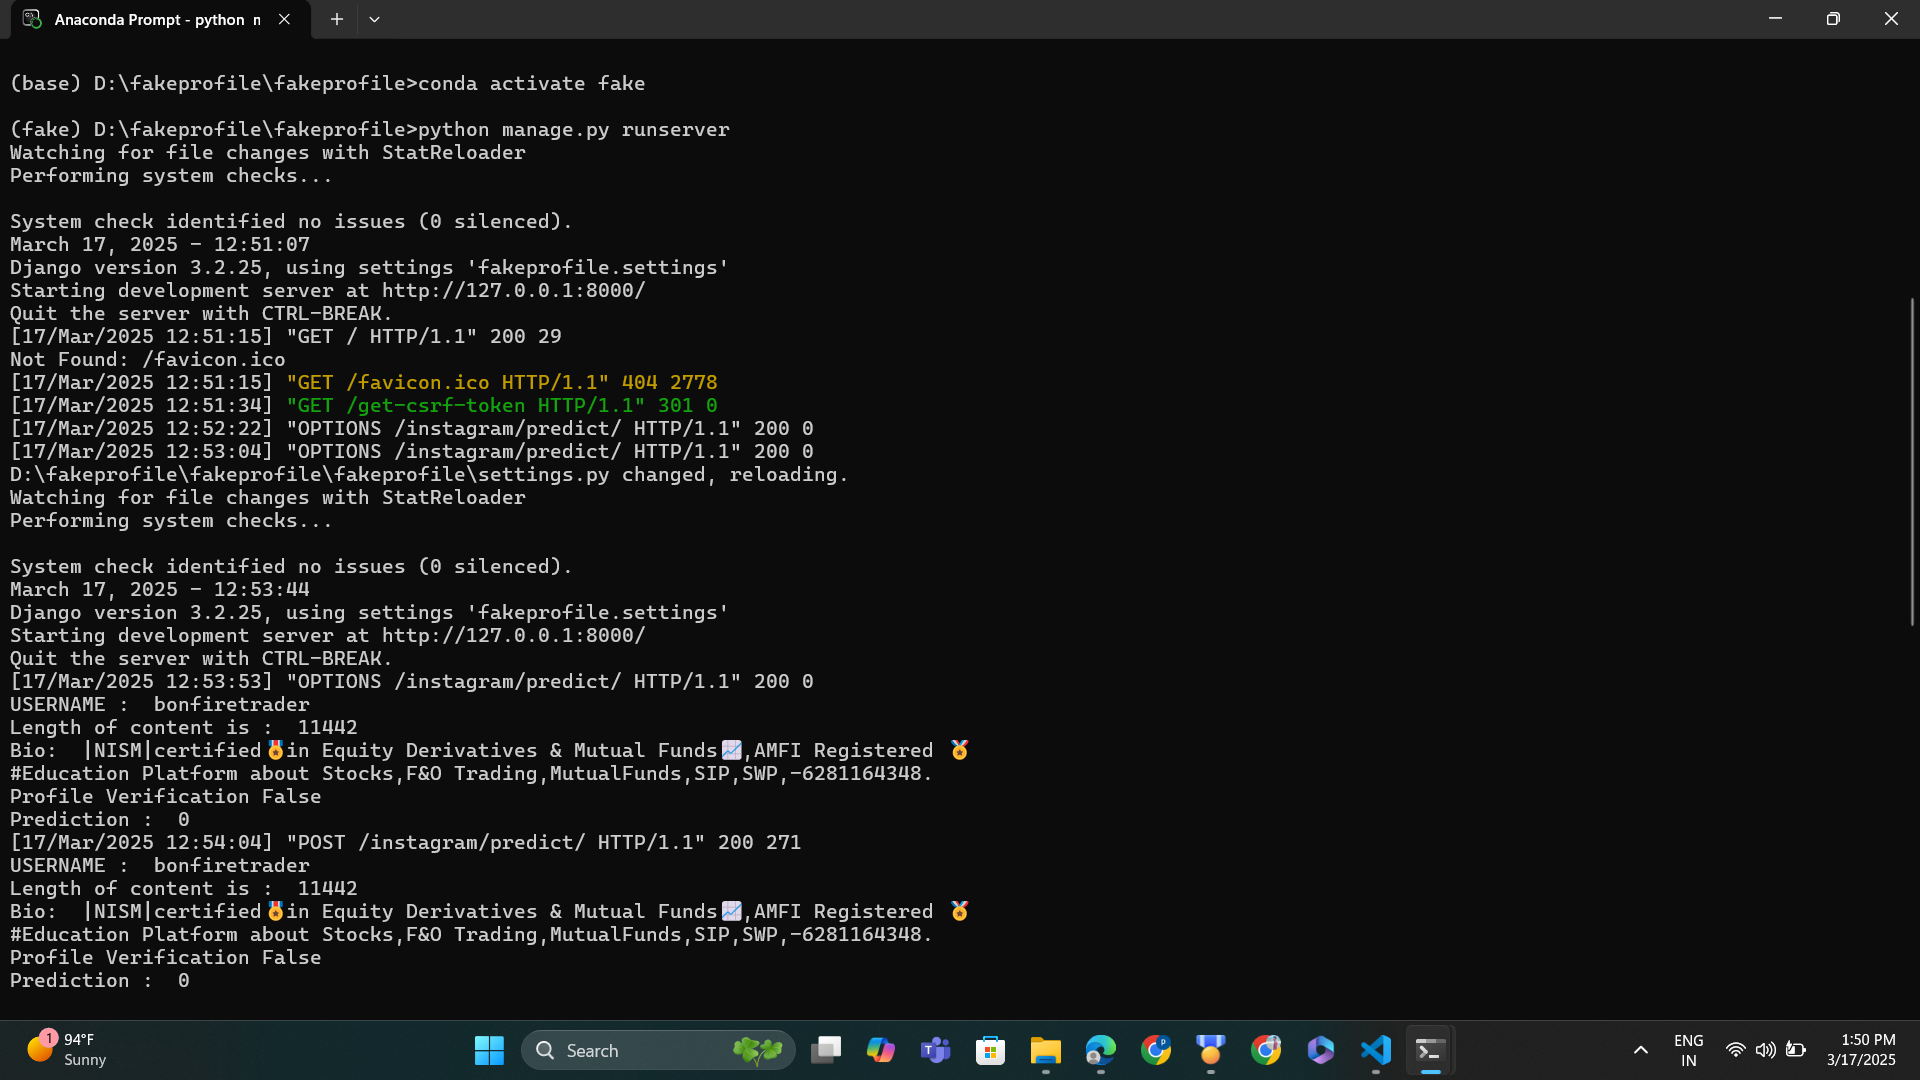 Anaconda Prompt - python  m
(base) D:\fakeprofile\fakeprofile>conda activate fake
(fake) D:\fakeprofile\fakeprofile>python manage.py runserver
Watching for file changes with StatReloader
Performing system checks...
System check identified no issues (0 silenced).
March 17, 2025 - 12:51:07
Django version 3.2.25, using settings 'fakeprofile.settings'
Starting development server at http://127.0.0.1:8000/
Quit the server with CTRL-BREAK.
[17/Mar/2025 12:51:15] "GET / HTTP/1.1" 200 29
Not Found: /favicon.ico
[17/Mar/2025 12:51:15] "GET /favicon.ico HTTP/1.1" 404 2778
[17/Mar/2025 12:51:34] "GET /get-csrf-token HTTP/1.1" 301 0
[17/Mar/2025 12:52:22] "OPTIONS /instagram/predict/ HTTP/1.1" 200 0
[17/Mar/2025 12:53:04] "OPTIONS /instagram/predict/ HTTP/1.1" 200 0
D:\fakeprofile\fakeprofile\fakeprofile\settings.py changed, reloading.
Watching for file changes with StatReloader
Performing system checks...
System check identified no issues (0 silenced).
March 17, 2025 - 12:53:44
Django version 3.2.25, using settings 'fakeprofile.settings'
Starting development server at http://127.0.0.1:8000/
Quit the server with CTRL-BREAK.
[17/Mar/2025 12:53:53] "OPTIONS /instagram/predict/ HTTP/1.1" 200 0
USERNAME :  bonfiretrader
Length of content is :  11442
Bio:  |NISM|certified🏅in Equity Derivatives & Mutual Funds📈,AMFI Registered 🏅
#Education Platform about Stocks,F&O Trading,MutualFunds,SIP,SWP,-6281164348.
Profile Verification False
Prediction :  0
[17/Mar/2025 12:54:04] "POST /instagram/predict/ HTTP/1.1" 200 271
USERNAME :  bonfiretrader
Length of content is :  11442
Bio:  |NISM|certified🏅in Equity Derivatives & Mutual Funds📈,AMFI Registered 🏅
#Education Platform about Stocks,F&O Trading,MutualFunds,SIP,SWP,-6281164348.
Profile Verification False
Prediction :  0
1
94°F
Sunny
Search
ENG
IN
1:50 PM
3/17/2025